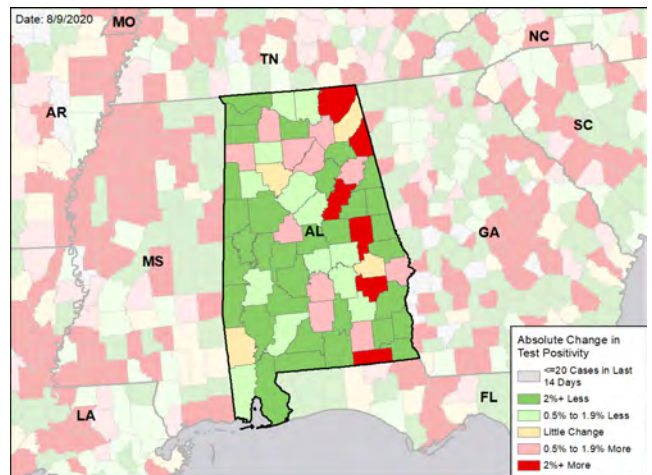 Date: 8/9/2020
MO
NC
TN
AR
SC
AL
GA
MS
LA
FL
Absolute Change in
Test Positivity
<=20 Cases in Last
14 Days
2%+ Less
0.5% to 1.9% Less
Little Change
0.5% to 1.9% More
2%+ More